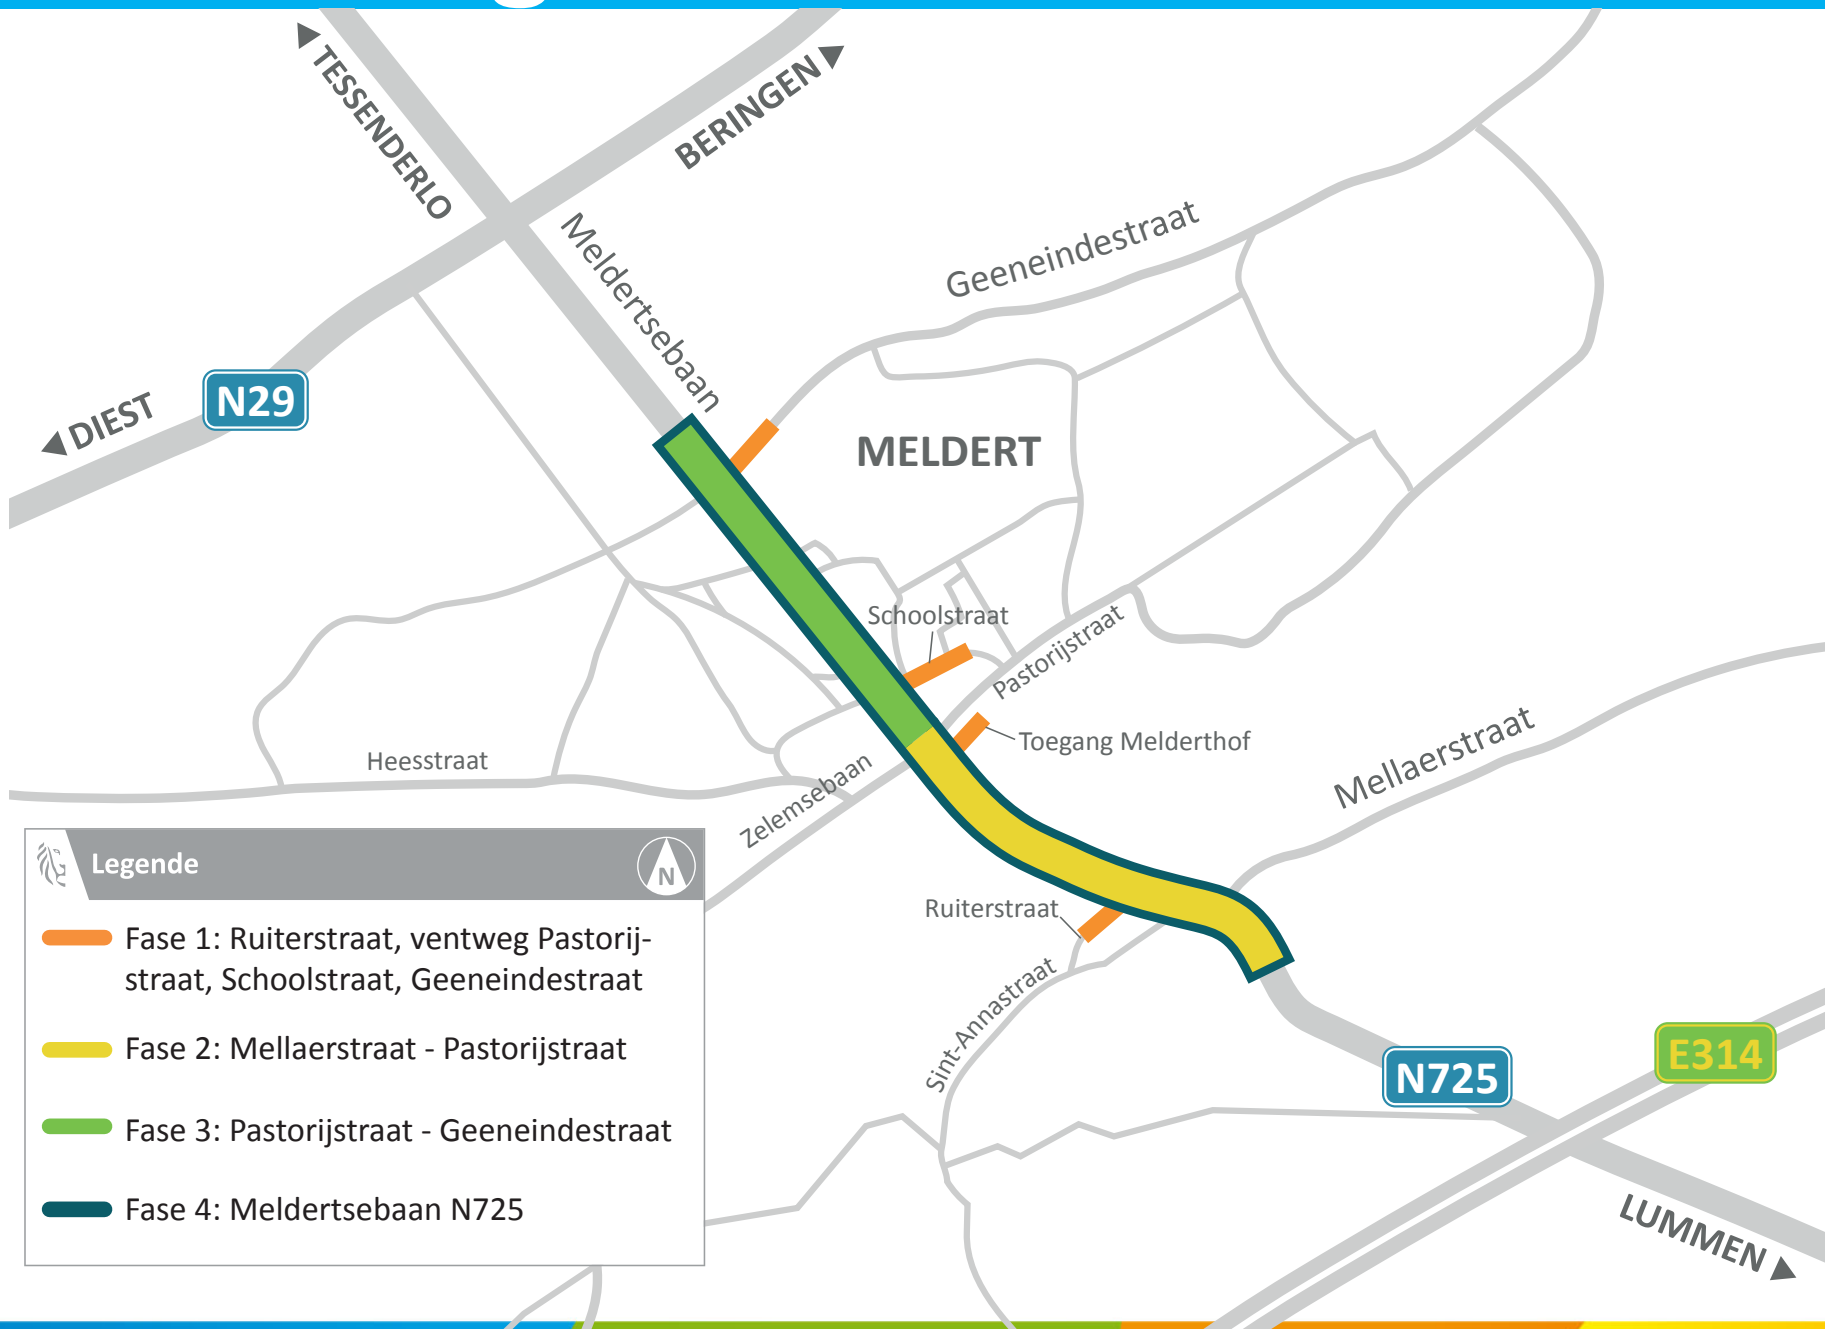 TESSENDERLO
BERINGEN
Meldertsebaan
Geeneindestraat
DIEST
N29
MELDERT
Schoolstraat
Pastorijstraat
Toegang Melderthof
Heesstraat
Zelemsebaan
Mellaerstraat
Ruiterstraat
Sint-Annastraat
N725
E314
LUMMEN
Legende
N
Fase 1: Ruiterstraat, ventweg Pastorij-
straat, Schoolstraat, Geeneindestraat
Fase 2: Mellaerstraat - Pastorijstraat
Fase 3: Pastorijstraat - Geeneindestraat
Fase 4: Meldertsebaan N725